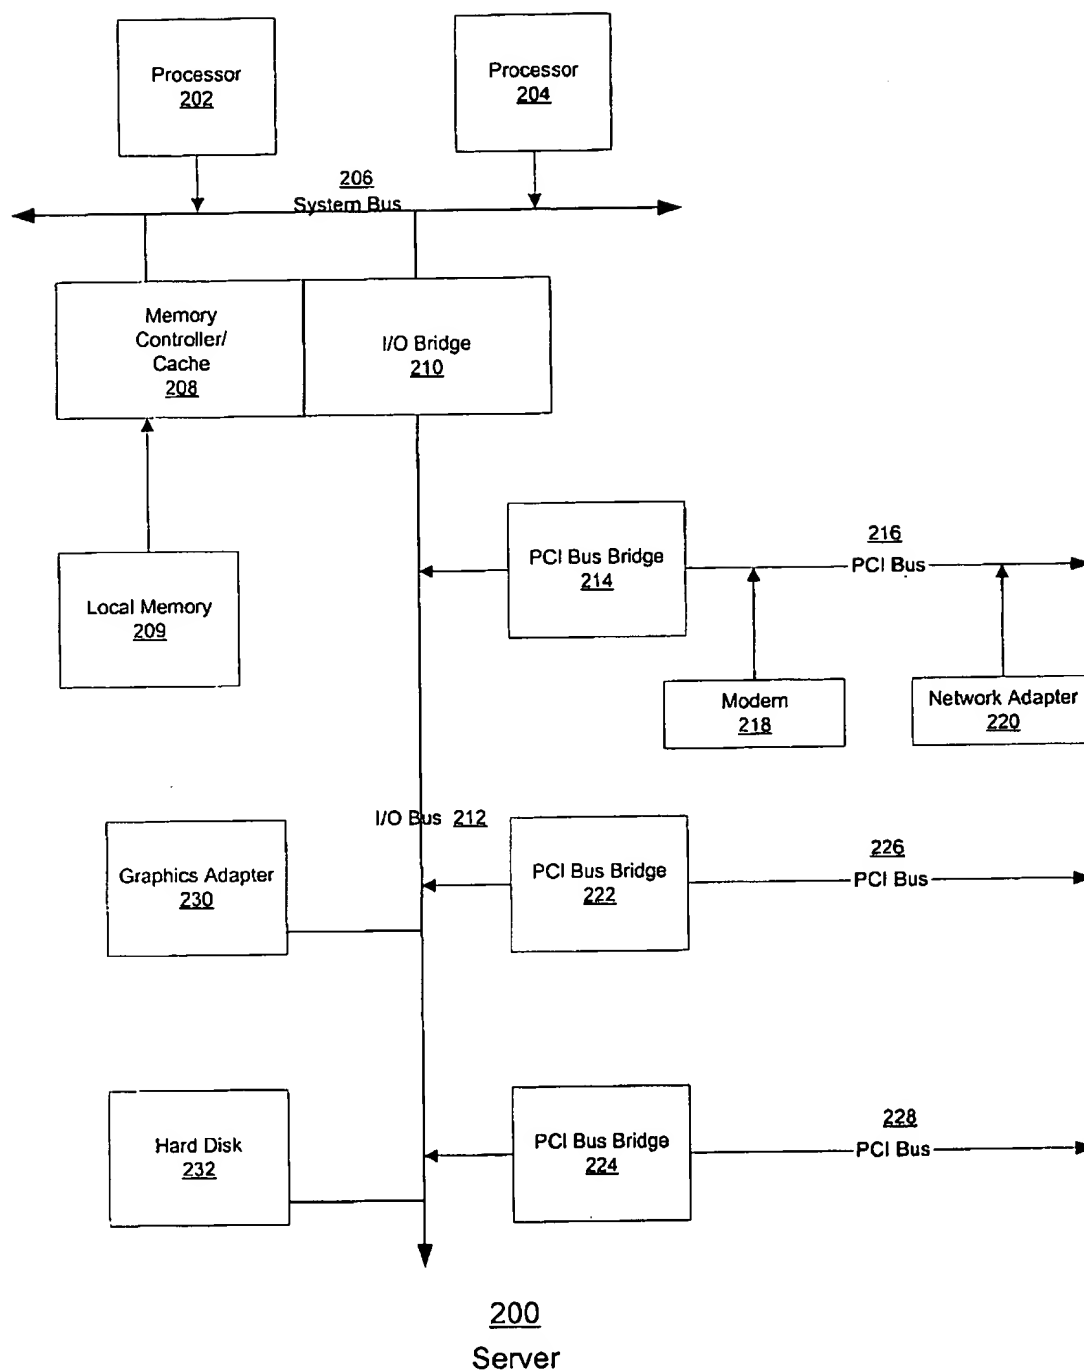 Processor
202
Processor
204
206
System Bus
Memory
Controller/
Cache
208
I/O Bridge
210
PCI Bus Bridge
214
216
PCI Bus
Local Memory
209
Modem
218
Network Adapter
220
I/O Bus 212
Graphics Adapter
230
PCI Bus Bridge
222
226
PCI Bus
Hard Disk
232
PCI Bus Bridge
224
228
PCI Bus
200
Server